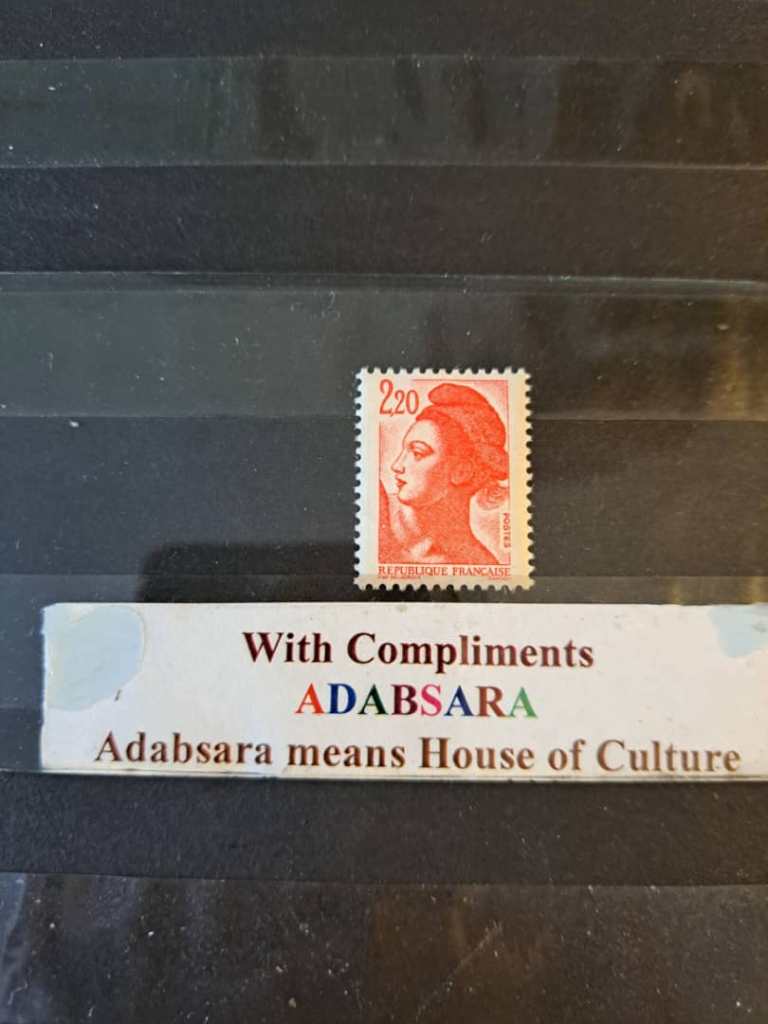 2,20
POSTES
REPUBLIQUE FRANÇAISE
With Compliments
ADABSARA
Adabsara means House of Culture